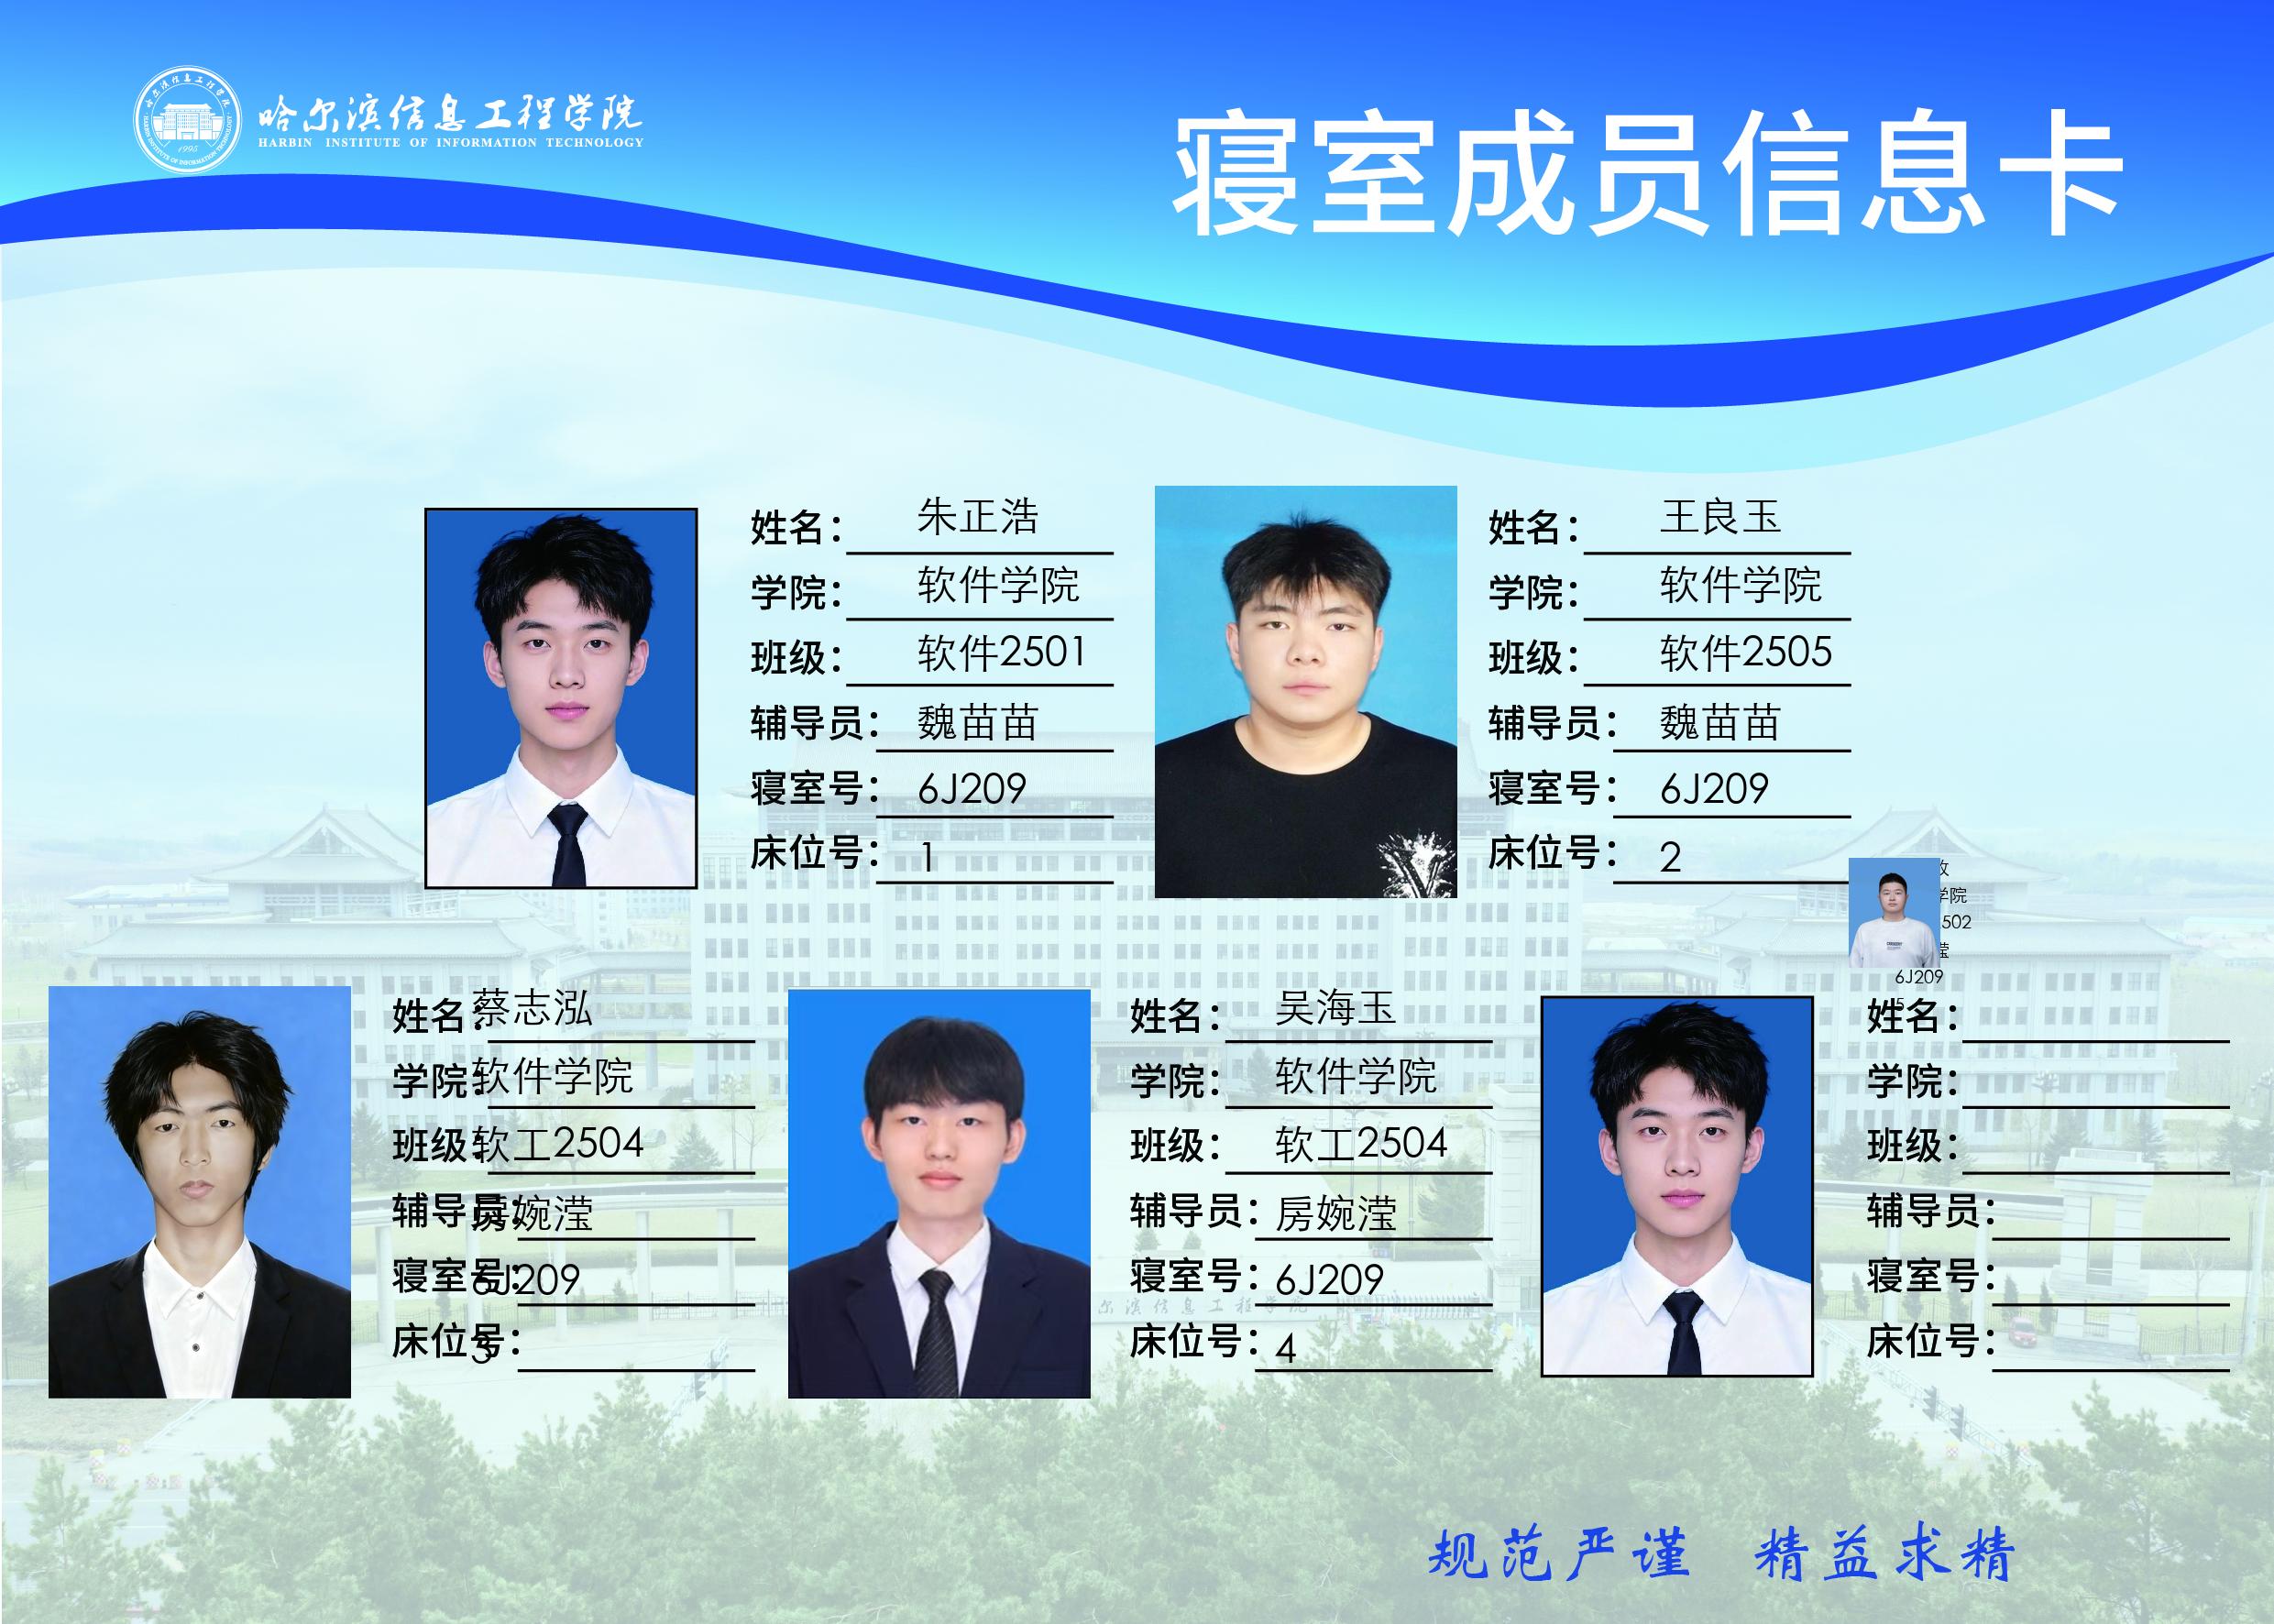 哈尔滨信息工程学院
HARBIN INSTITUTE OF INFORMATION TECHNOLOGY
1995
寝室成员信息卡
姓名： 朱正浩
学院： 软件学院
班级： 软件2501
辅导员： 魏苗苗
寝室号： 6J209
床位号： 1
姓名： 王良玉
学院： 软件学院
班级： 软件2505
辅导员： 魏苗苗
寝室号： 6J209
床位号： 2
学院
502
滢
6J209
5
姓名： 蔡志泓
学院： 软件学院
班级： 软工2504
辅导员： 房婉滢
寝室号： 6J209
床位号： 3
姓名： 吴海玉
学院： 软件学院
班级： 软工2504
辅导员： 房婉滢
寝室号： 6J209
床位号： 4
姓名：
学院：
班级：
辅导员：
寝室号：
床位号：
规范严谨 精益求精